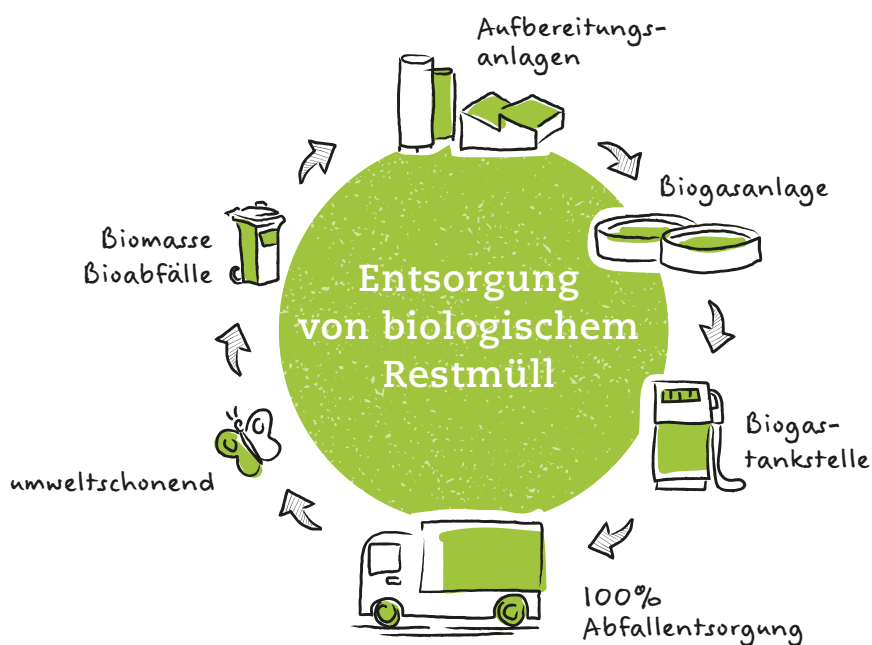 Aufbereitungs-
anlagen
Biogasanlage
Biomasse
Bioabfälle
Entsorgung
von biologischem
Restmüll
Biogas-
tankstelle
umweltschonend
100%
Abfallentsorgung